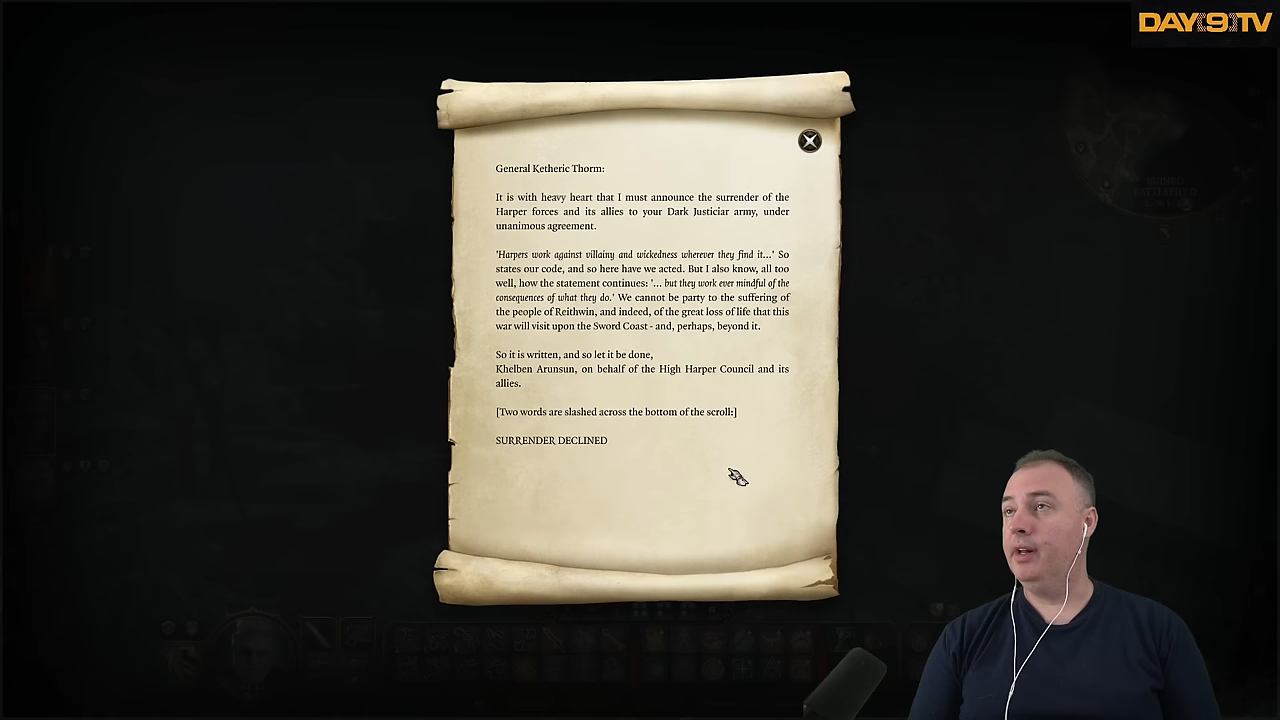 DAY[9]TV
General Ketheric Thorm:
It is with heavy heart that I must announce the surrender of the
Harper forces and its allies to your Dark Justiciar army, under
unanimous agreement.
'Harpers work against villainy and wickedness wherever they find it...' So
states our code, and so here have we acted. But I also know, all too
well, how the statement continues: '... but they work ever mindful of the
consequences of what they do.' We cannot be party to the suffering of
the people of Reithwin, and indeed, of the great loss of life that this
war will visit upon the Sword Coast - and, perhaps, beyond it.
So it is written, and so let it be done,
Khelben Arunsun, on behalf of the High Harper Council and its
allies.
[Two words are slashed across the bottom of the scroll:]
SURRENDER DECLINED